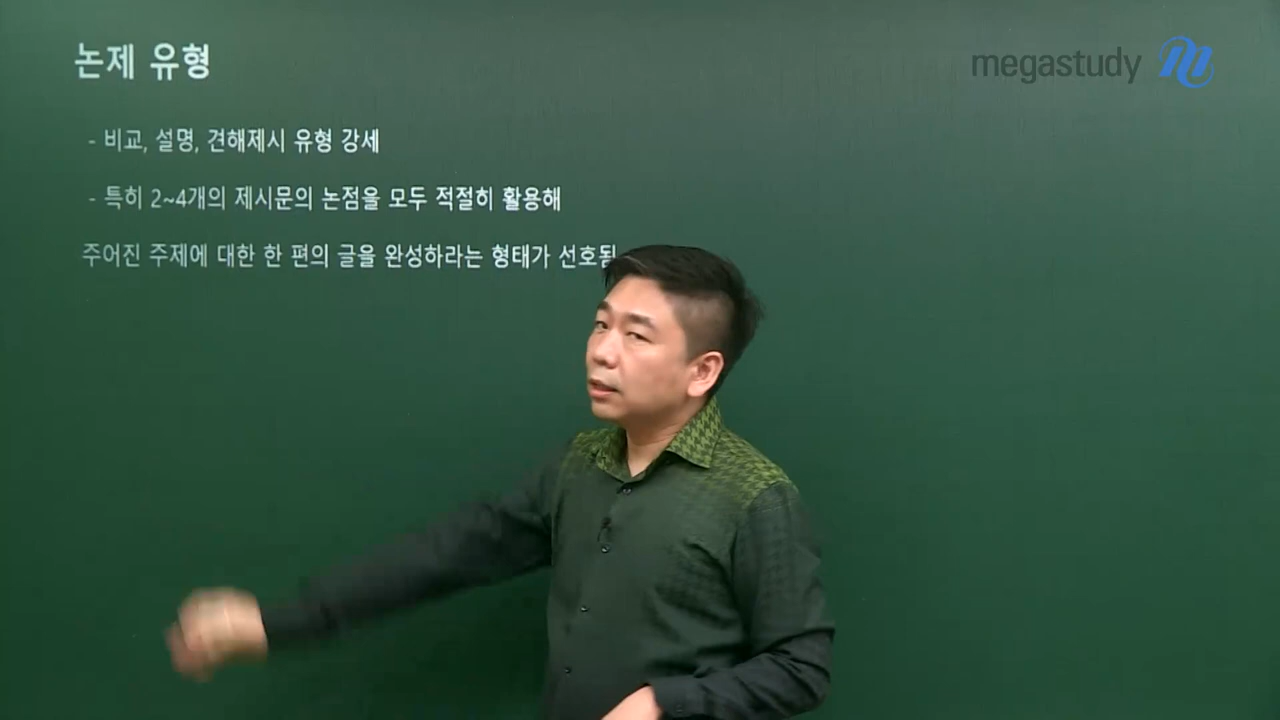 논제 유형
megastudy
- 비교, 설명, 견해제시 유형 강세
- 특히 2~4개의 제시문의 논점을 모두 적절히 활용해
주어진 주제에 대한 한 편의 글을 완성하라는 형태가 선호됨